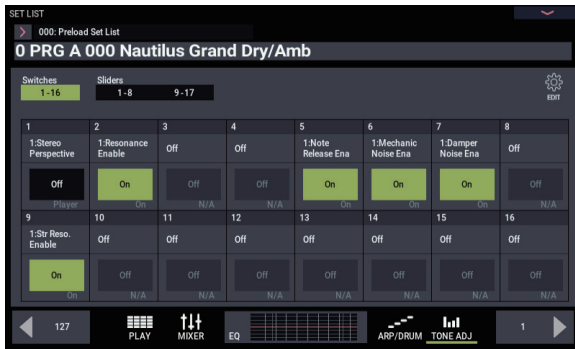 SET LIST
000: Preload Set List
0 PRG A 000 Nautilus Grand Dry/Amb
Switches Sliders
1-16 1-8 9-17
EDIT
1 2 3 4 5 6 7 8
1:Stereo Perspective 1:Resonance Enable Off Off 1:Note Release Ena 1:Mechanic Noise Ena 1:Damper Noise Ena Off
Off On Off Off On On On Off
Player On N/A N/A On On On N/A
9 10 11 12 13 14 15 16
1:Str Reso. Enable Off Off Off Off Off Off Off
On Off Off Off Off Off Off Off
On N/A N/A N/A N/A N/A N/A N/A
127 PLAY MIXER EQ ARP/DRUM TONE ADJ 1